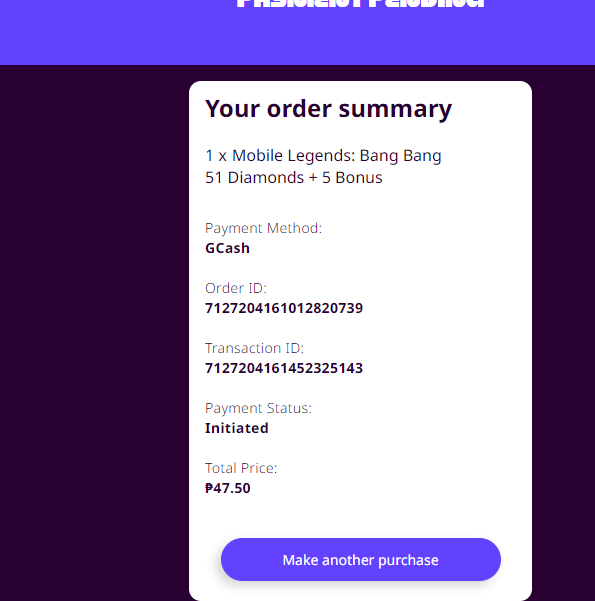 Your order summary
1 x Mobile Legends: Bang Bang
51 Diamonds + 5 Bonus
Payment Method:
GCash
Order ID:
7127204161012820739
Transaction ID:
7127204161452325143
Payment Status:
Initiated
Total Price:
₱47.50
Make another purchase